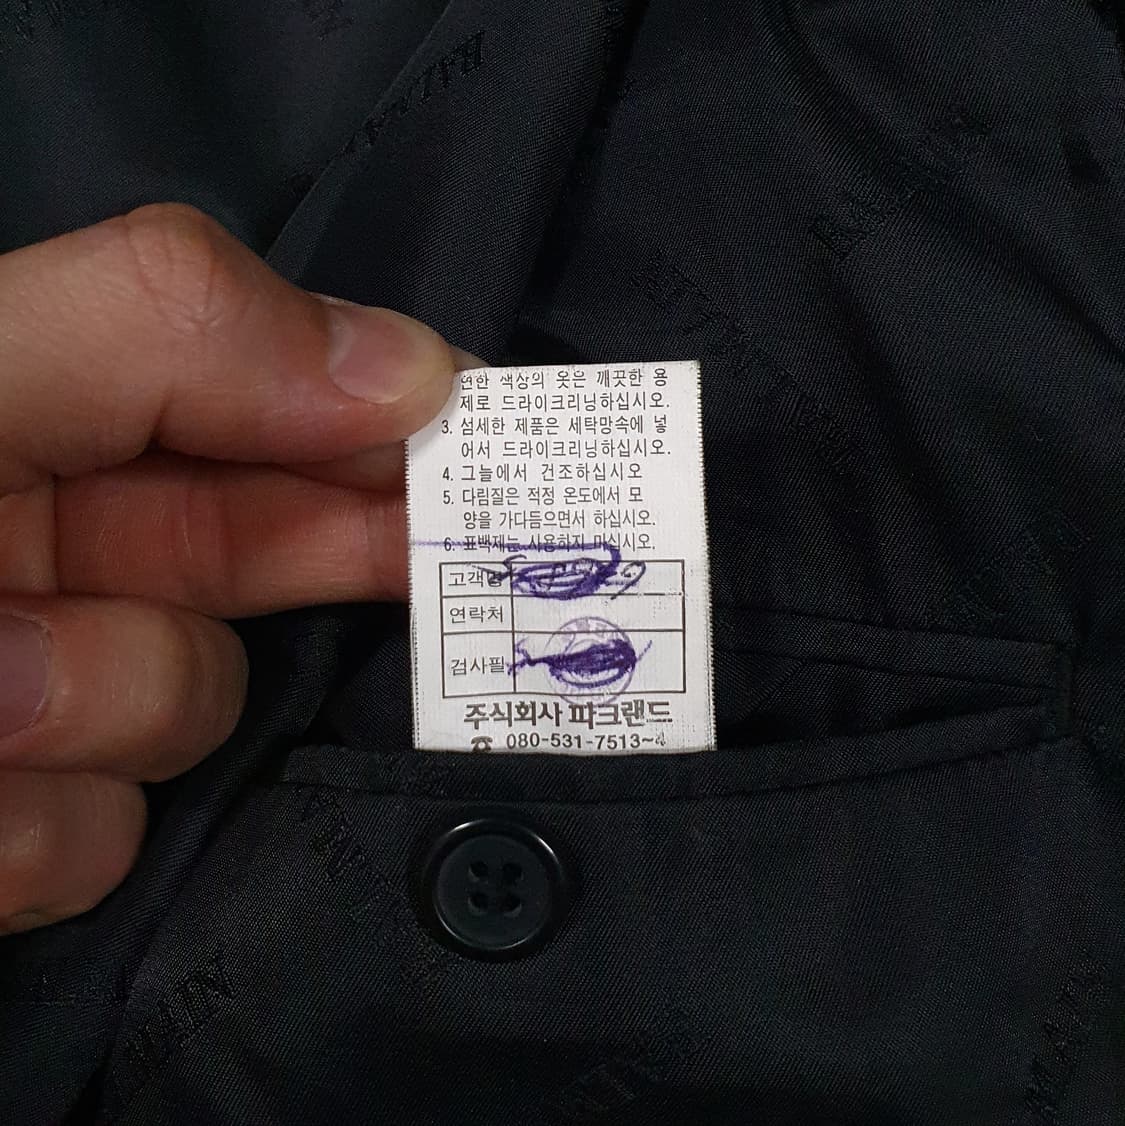 연한 색상의 옷은 깨끗한 용
제로 드라이크리닝하십시오.
3. 섬세한 제품은 세탁망속에 넣
어서 드라이크리닝하십시오.
4. 그늘에서 건조하십시오
5. 다림질은 적정 온도에서 모
양을 가다듬으면서 하십시오.
6. 표백제는 사용하지 마십시오.
고객명
연락처
검사필
주식회사 파크랜드
☎ 080-531-7513~4